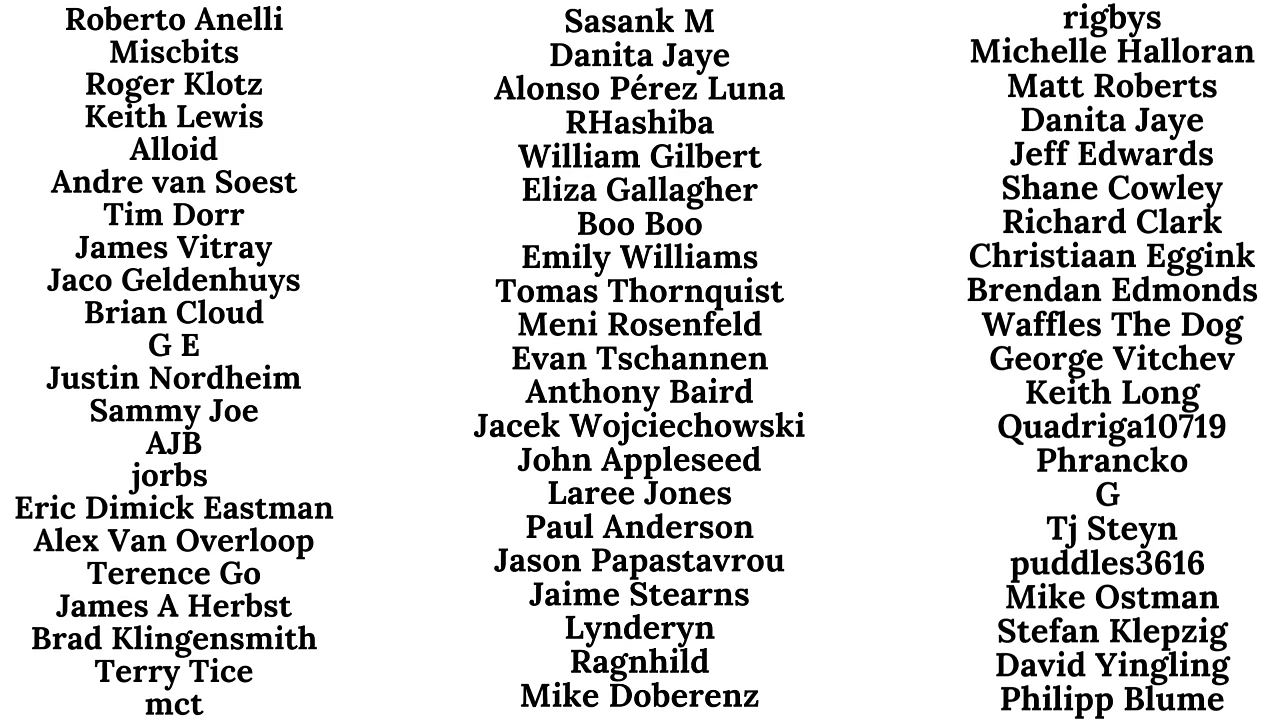 Roberto Anelli
Miscbits
Roger Klotz
Keith Lewis
Alloid
Andre van Soest
Tim Dorr
James Vitray
Jaco Geldenhuys
Brian Cloud
G E
Justin Nordheim
Sammy Joe
AJB
jorbs
Eric Dimick Eastman
Alex Van Overloop
Terence Go
James A Herbst
Brad Klingensmith
Terry Tice
mct
Sasank M
Danita Jaye
Alonso Pérez Luna
RHashiba
William Gilbert
Eliza Gallagher
Boo Boo
Emily Williams
Tomas Thornquist
Meni Rosenfeld
Evan Tschannen
Anthony Baird
Jacek Wojciechowski
John Appleseed
Laree Jones
Paul Anderson
Jason Papastavrou
Jaime Stearns
Lynderyn
Ragnhild
Mike Doberenz
rigbys
Michelle Halloran
Matt Roberts
Danita Jaye
Jeff Edwards
Shane Cowley
Richard Clark
Christiaan Eggink
Brendan Edmonds
Waffles The Dog
George Vitchev
Keith Long
Quadriga10719
Phrancko
G
Tj Steyn
puddles3616
Mike Ostman
Stefan Klepzig
David Yingling
Philipp Blume